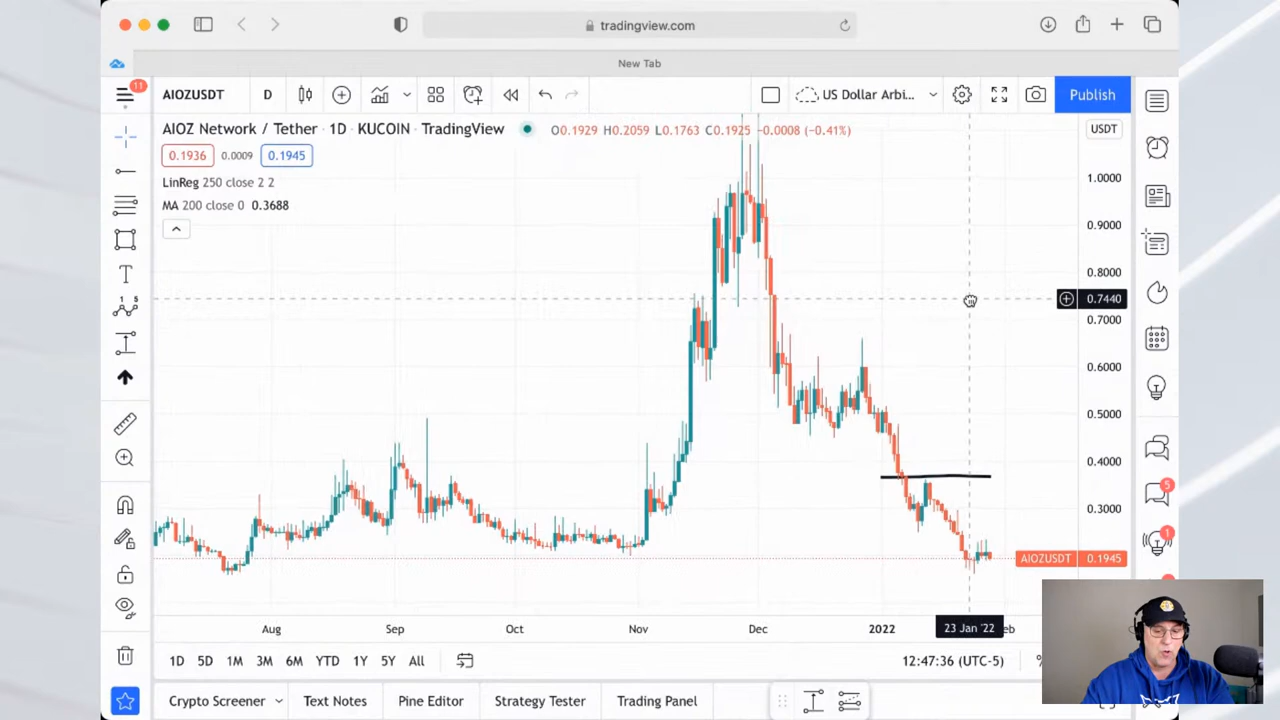 tradingview.com
New Tab
11
AIOZUSDT D US Dollar Arbi... Publish
AIOZ Network / Tether · 1D · KUCOIN · TradingView O0.1929 H0.2059 L0.1763 C0.1925 -0.0008 (-0.41%) USDT
0.1936 0.0009 0.1945
LinReg 250 close 2 2
MA 200 close 0 0.3688
1.0000
0.9000
0.8000
0.7440
0.7000
0.6000
0.5000
0.4000
0.3000
AIOZUSDT 0.1945
5
1
Aug Sep Oct Nov Dec 2022 23 Jan '22
1D 5D 1M 3M 6M YTD 1Y 5Y All 12:47:36 (UTC-5)
Crypto Screener Text Notes Pine Editor Strategy Tester Trading Panel